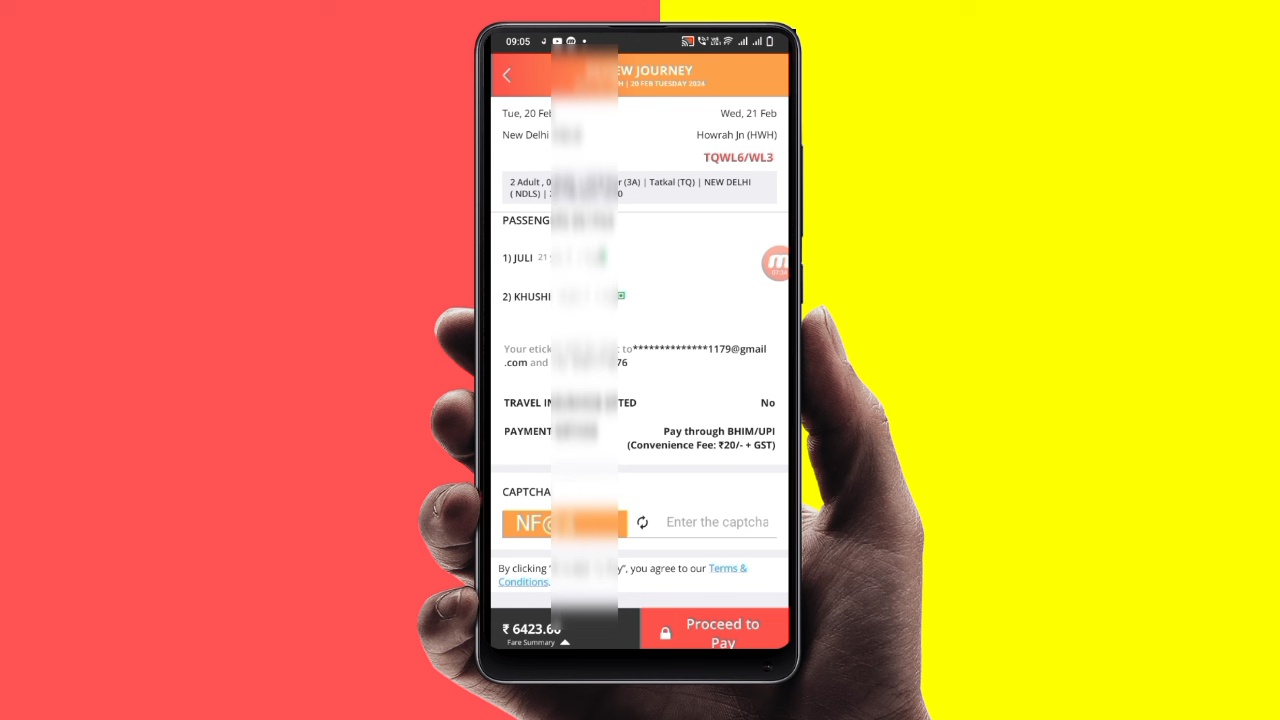 09:05
EW JOURNEY
20 FEB TUESDAY 2024
Tue, 20 Feb
Wed, 21 Feb
New Delhi
Howrah Jn (HWH)
TQWL6/WL3
2 Adult , (3A) | Tatkal (TQ) | NEW DELHI
( NDLS) |
PASSENG
1) JULI 21
2) KHUSHI
Your etick to**************1179@gmail
.com and 76
TRAVEL IN TED No
PAYMENT Pay through BHIM/UPI
(Convenience Fee: ₹20/- + GST)
CAPTCHA
NF@ Enter the captcha
By clicking y", you agree to our Terms &
Conditions.
₹ 6423.60
Proceed to
Pay
Fare Summary